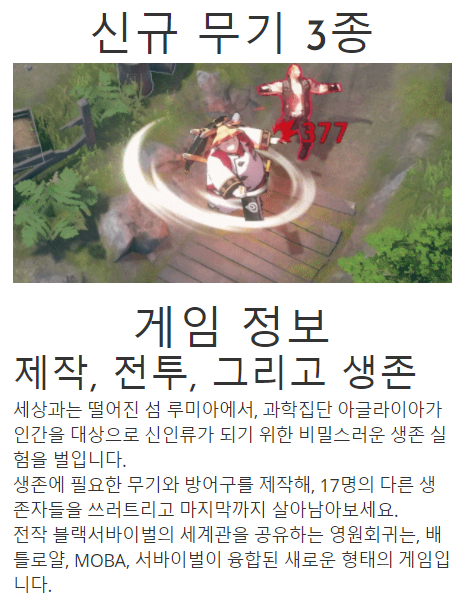 신규 무기 3종
377
게임 정보
제작, 전투, 그리고 생존
세상과는 떨어진 섬 루미아에서, 과학집단 아글라이아가
인간을 대상으로 신인류가 되기 위한 비밀스러운 생존 실
험을 벌입니다.
생존에 필요한 무기와 방어구를 제작해, 17명의 다른 생
존자들을 쓰러트리고 마지막까지 살아남아보세요.
전작 블랙서바이벌의 세계관을 공유하는 영원회귀는, 배
틀로얄, MOBA, 서바이벌이 융합된 새로운 형태의 게임입
니다.